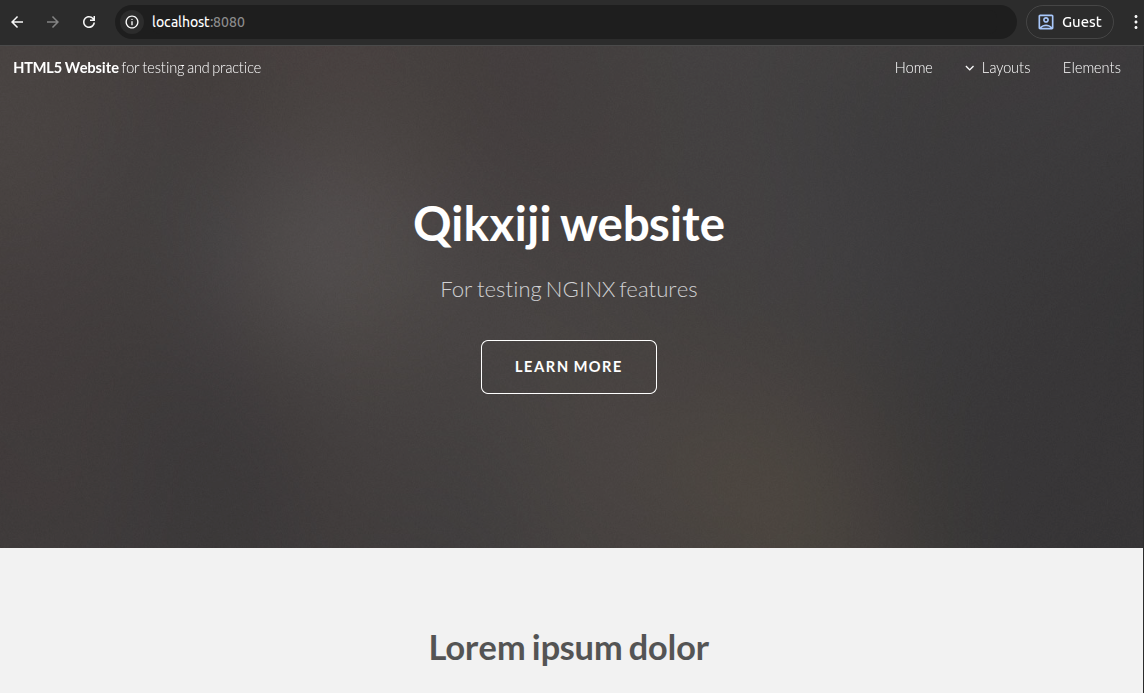 localhost:8080
Guest
HTML5 Website for testing and practice
Home
Layouts
Elements
Qikxiji website
For testing NGINX features
LEARN MORE
Lorem ipsum dolor